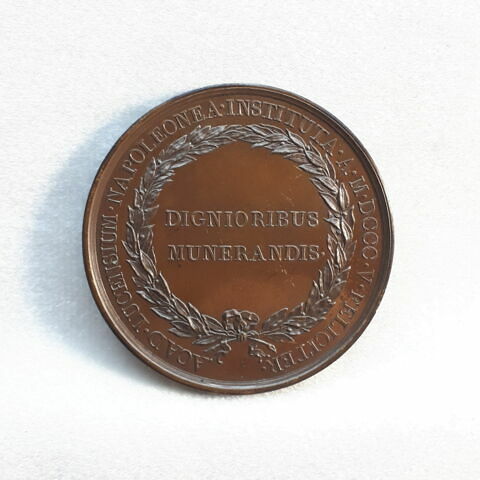 ACAD · LUCENSIUM · NAPOLEONEA · INSTITUTA · A · MDCCC · V · FELICITER
DIGNIORIBUS
MUNERANDIS